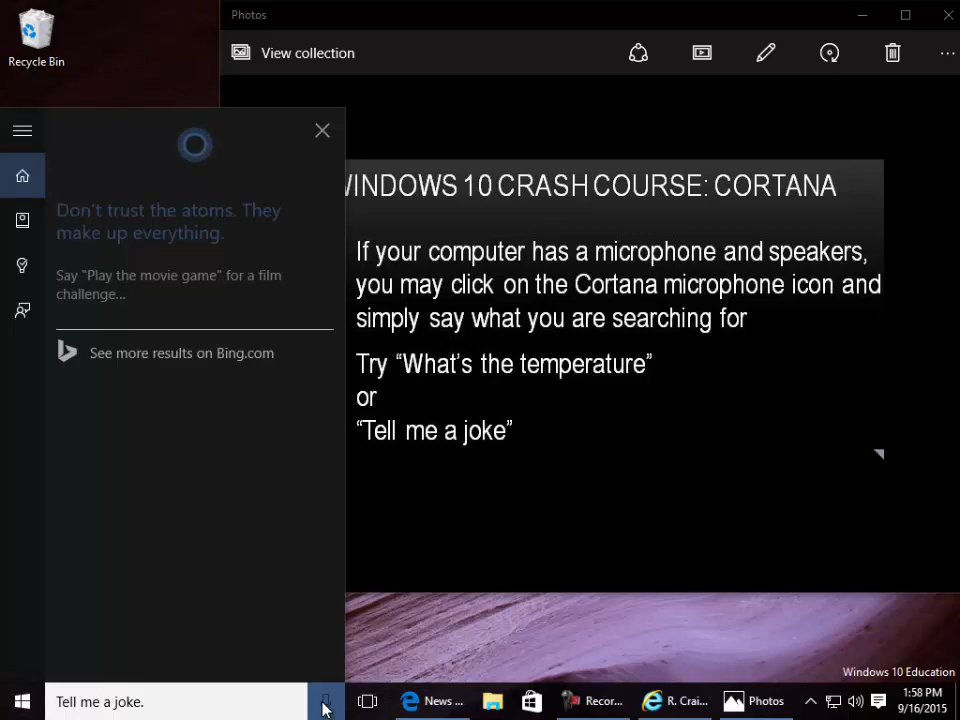 Recycle Bin
Photos
View collection
Don't trust the atoms. They
make up everything.
Say "Play the movie game" for a film
challenge...
See more results on Bing.com
WINDOWS 10 CRASH COURSE: CORTANA
If your computer has a microphone and speakers,
you may click on the Cortana microphone icon and
simply say what you are searching for
Try “What’s the temperature”
or
“Tell me a joke”
Windows 10 Education
Tell me a joke.
News ...
Recor...
R. Crai...
Photos
1:58 PM
9/16/2015